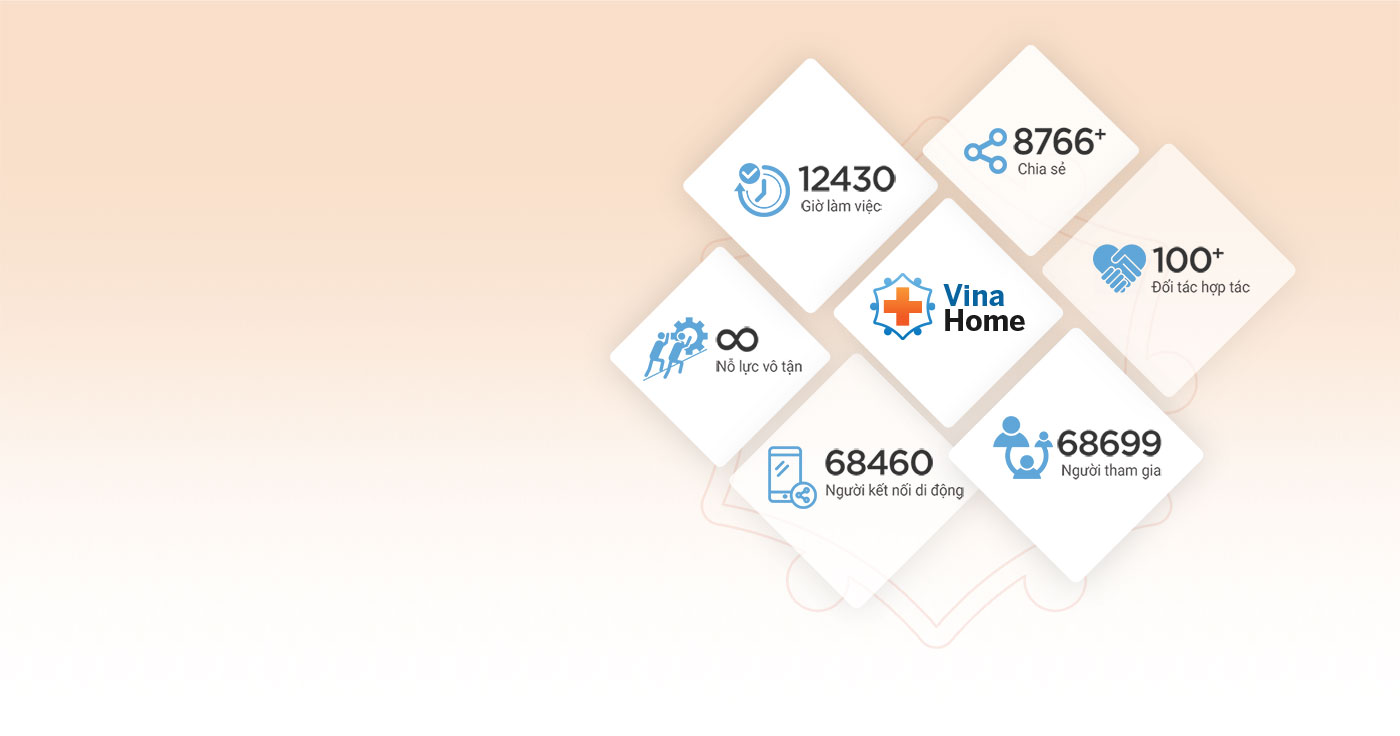 8766+
Chia sẻ
12430
Giờ làm việc
100+
Đối tác hợp tác
Vina
Home
∞
Nỗ lực vô tận
68699
Người tham gia
68460
Người kết nối di động